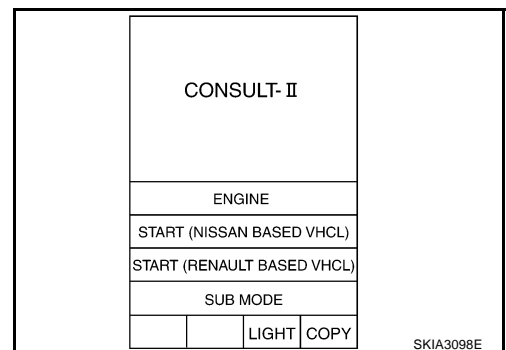 CONSULT-Ⅱ
ENGINE
START (NISSAN BASED VHCL)
START (RENAULT BASED VHCL)
SUB MODE
LIGHT COPY
SKIA3098E